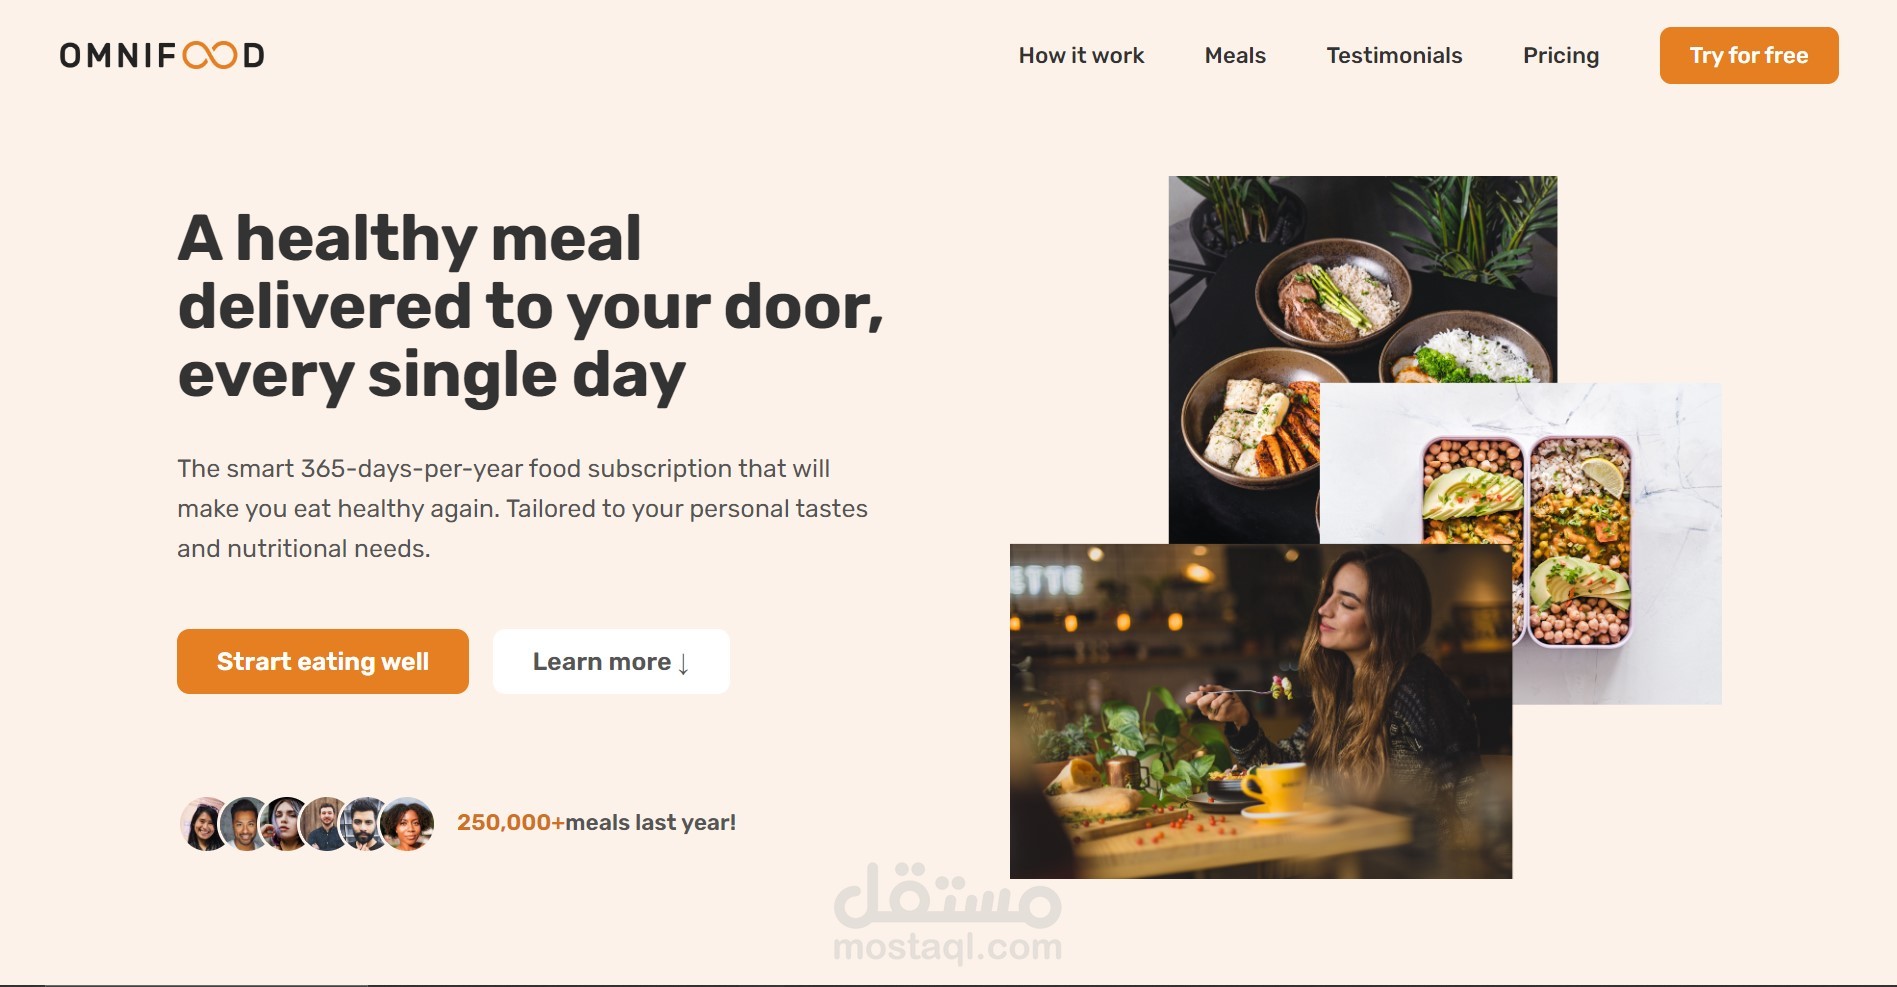 OMNIFOOD
How it work Meals Testimonials Pricing Try for free
A healthy meal
delivered to your door,
every single day
The smart 365-days-per-year food subscription that will
make you eat healthy again. Tailored to your personal tastes
and nutritional needs.
Strart eating well Learn more ↓
250,000+meals last year!
ETTE
مستقل
mostaql.com